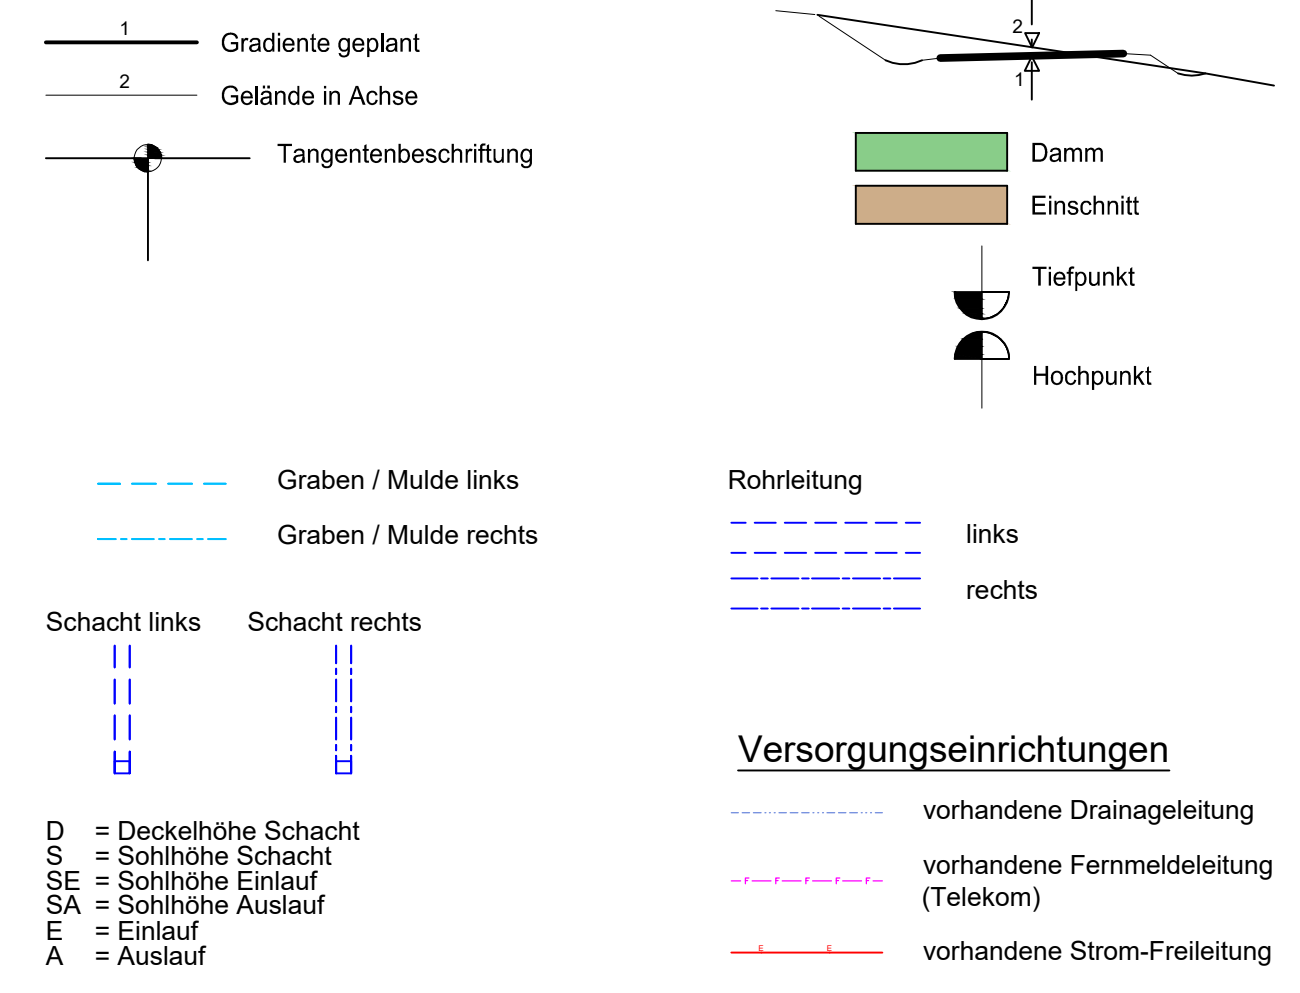 1
Gradiente geplant
2
Gelände in Achse
Tangentenbeschriftung
2
1
Damm
Einschnitt
Tiefpunkt
Hochpunkt
Graben / Mulde links
Graben / Mulde rechts
Rohrleitung
links
rechts
Schacht links
Schacht rechts
D = Deckelhöhe Schacht
S = Sohlhöhe Schacht
SE = Sohlhöhe Einlauf
SA = Sohlhöhe Auslauf
E = Einlauf
A = Auslauf
Versorgungseinrichtungen
vorhandene Drainageleitung
F F F F F
vorhandene Fernmeldeleitung
(Telekom)
E E
vorhandene Strom-Freileitung